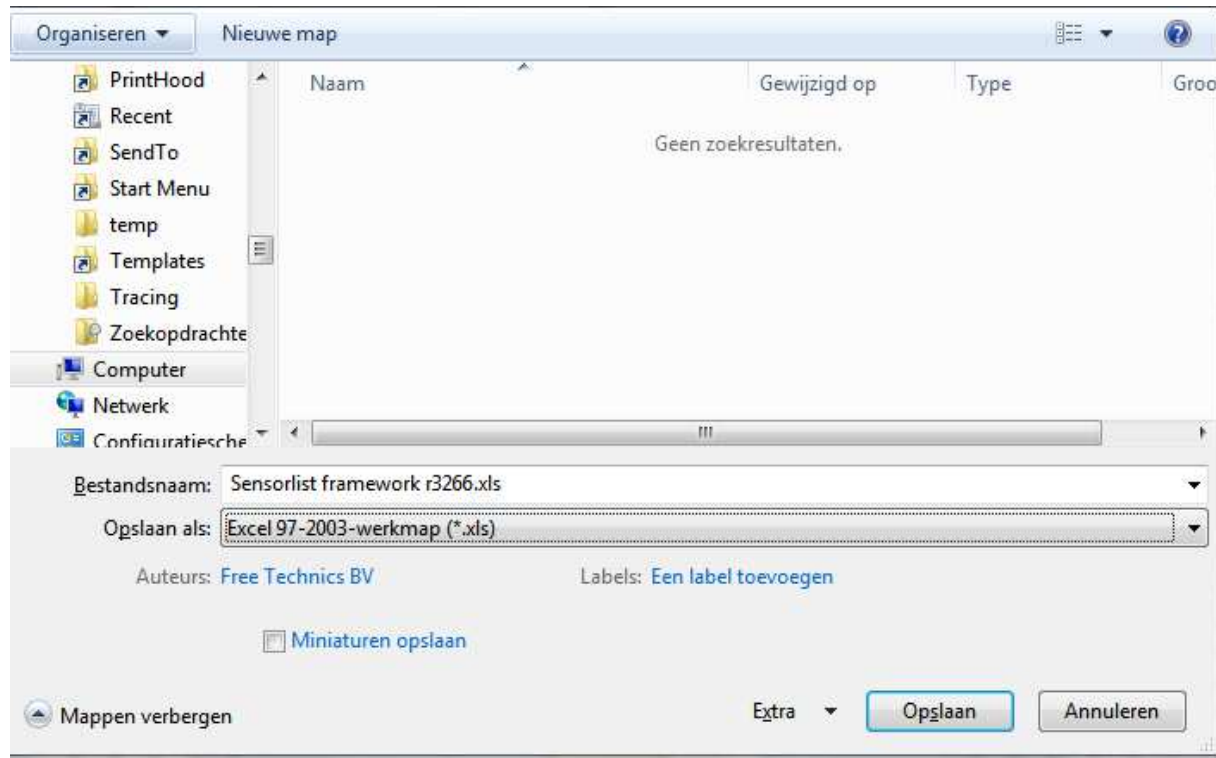 Organiseren Nieuwe map
PrintHood
Recent
SendTo
Start Menu
temp
Templates
Tracing
Zoekopdrachte
Computer
Netwerk
Configuratiesche
Naam Gewijzigd op Type Groo
Geen zoekresultaten.
Bestandsnaam: Sensorlist framework r3266.xls
Opslaan als: Excel 97-2003-werkmap (*.xls)
Auteurs: Free Technics BV Labels: Een label toevoegen
Miniaturen opslaan
Mappen verbergen Extra Opslaan Annuleren